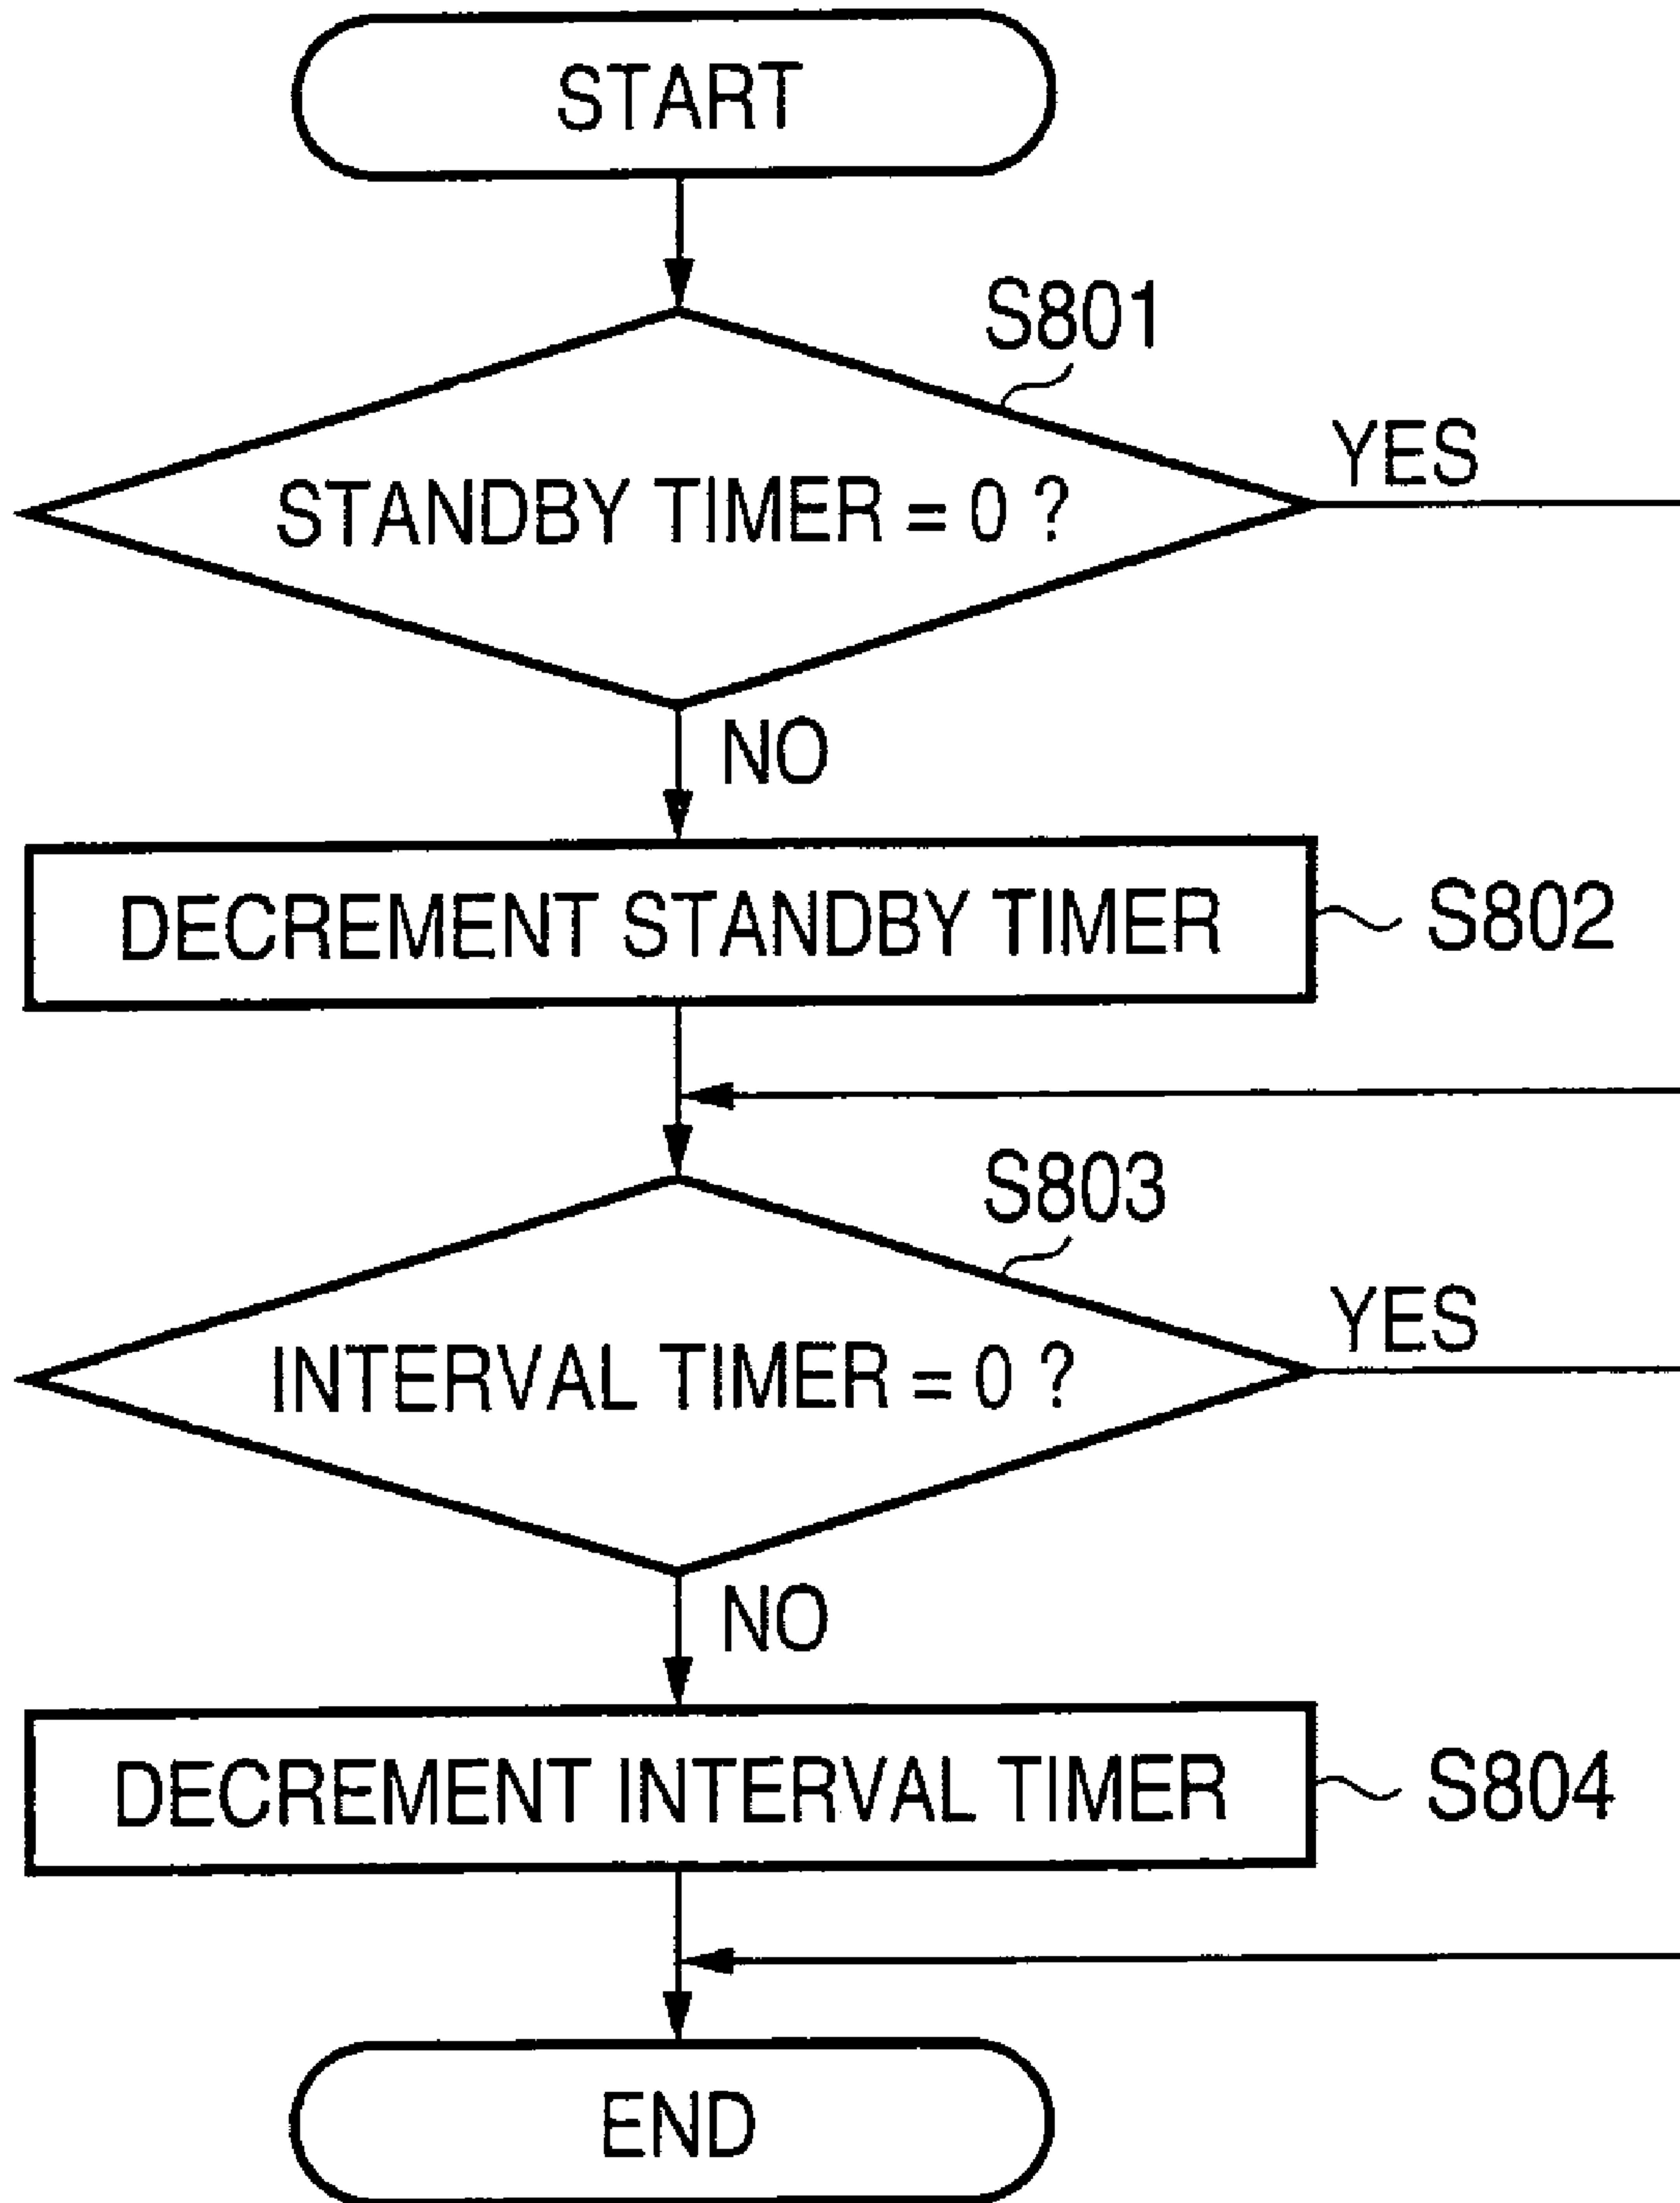 START
S801
STANDBY TIMER = 0 ?
YES
NO
DECREMENT STANDBY TIMER
S802
S803
INTERVAL TIMER = 0 ?
YES
NO
DECREMENT INTERVAL TIMER
S804
END